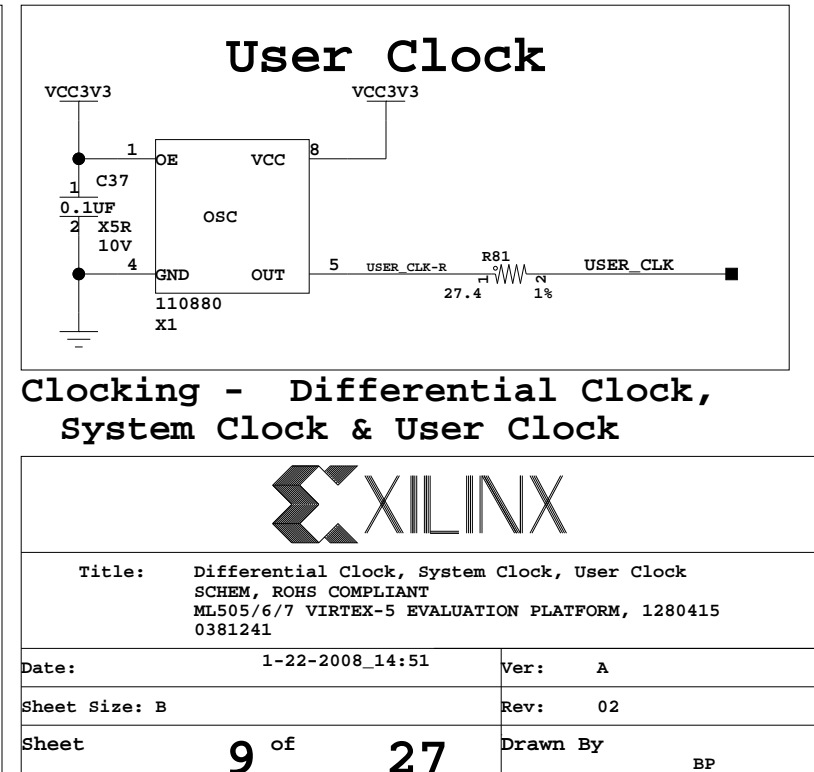 User Clock
VCC3V3 VCC3V3
1 OE VCC 8
1 C37
0.1UF
2 X5R
10V
OSC
4 GND OUT 5 USER_CLK-R R81 USER_CLK
1 2
27.4 1%
110880
X1
Clocking - Differential Clock,
System Clock & User Clock
XILINX
Title: Differential Clock, System Clock, User Clock
SCHEM, ROHS COMPLIANT
ML505/6/7 VIRTEX-5 EVALUATION PLATFORM, 1280415
0381241
Date: 1-22-2008_14:51 Ver: A
Sheet Size: B Rev: 02
Sheet 9 of 27 Drawn By
BP